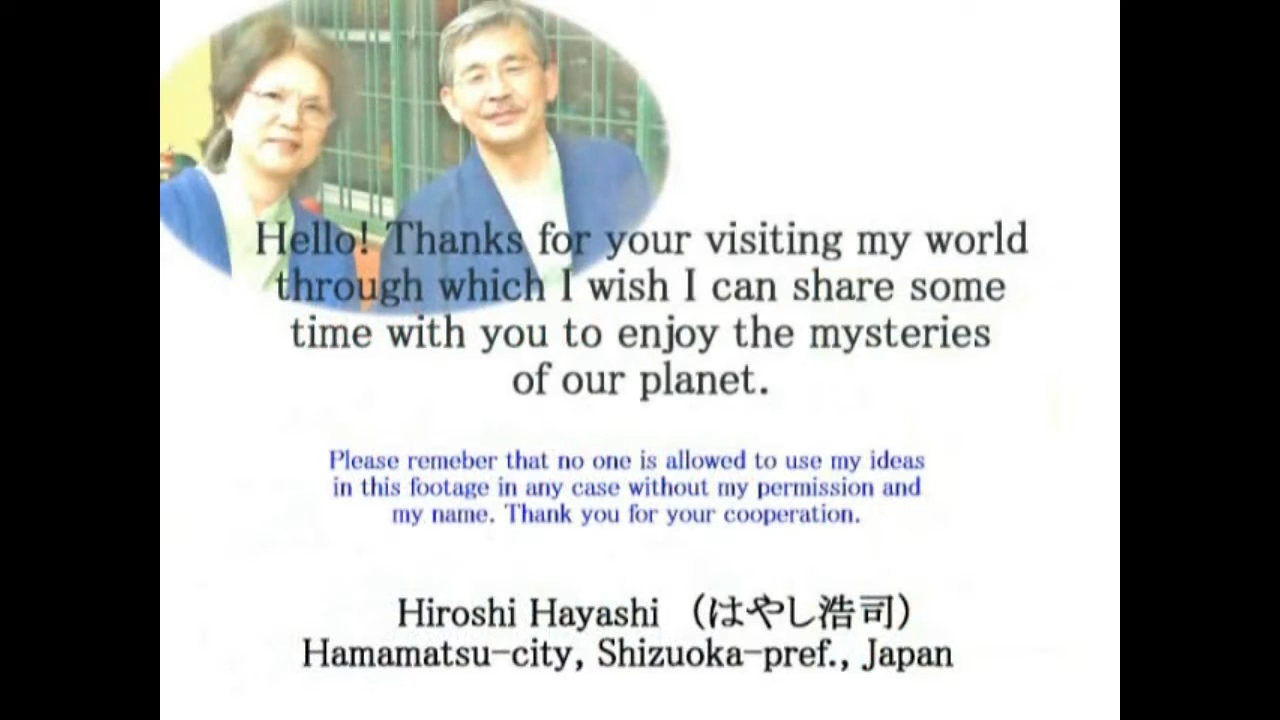 Hello! Thanks for your visiting my world
through which I wish I can share some
time with you to enjoy the mysteries
of our planet.
Please remeber that no one is allowed to use my ideas
in this footage in any case without my permission and
my name. Thank you for your cooperation.
Hiroshi Hayashi （はやし浩司）
Hamamatsu-city, Shizuoka-pref., Japan